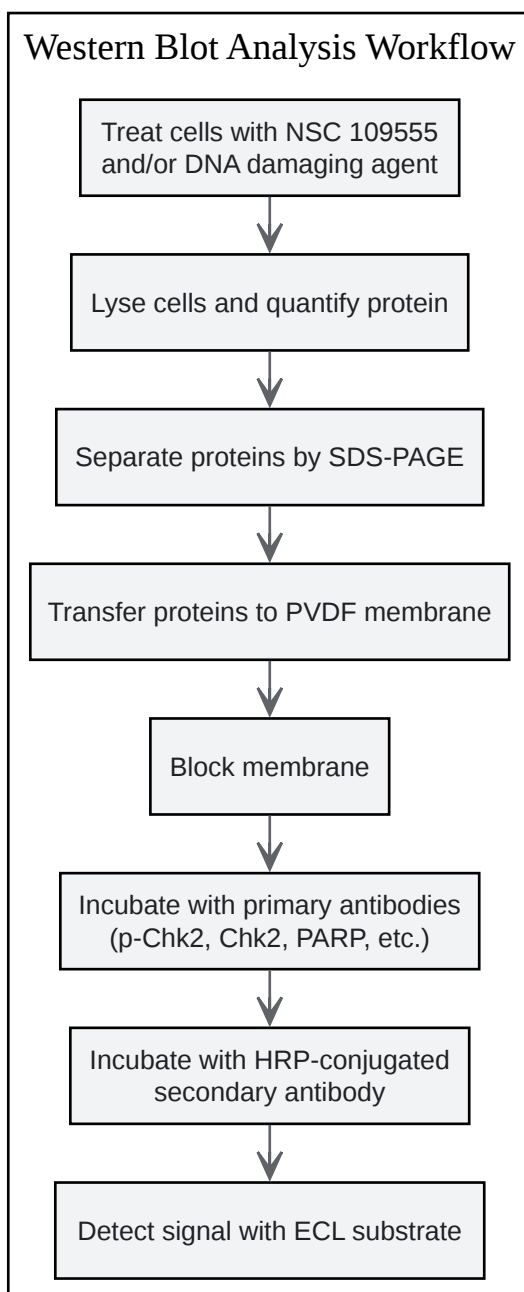 Western Blot Analysis Workflow
Treat cells with NSC 109555
and/or DNA damaging agent
Lyse cells and quantify protein
Separate proteins by SDS-PAGE
Transfer proteins to PVDF membrane
Block membrane
Incubate with primary antibodies
(p-Chk2, Chk2, PARP, etc.)
Incubate with HRP-conjugated
secondary antibody
Detect signal with ECL substrate